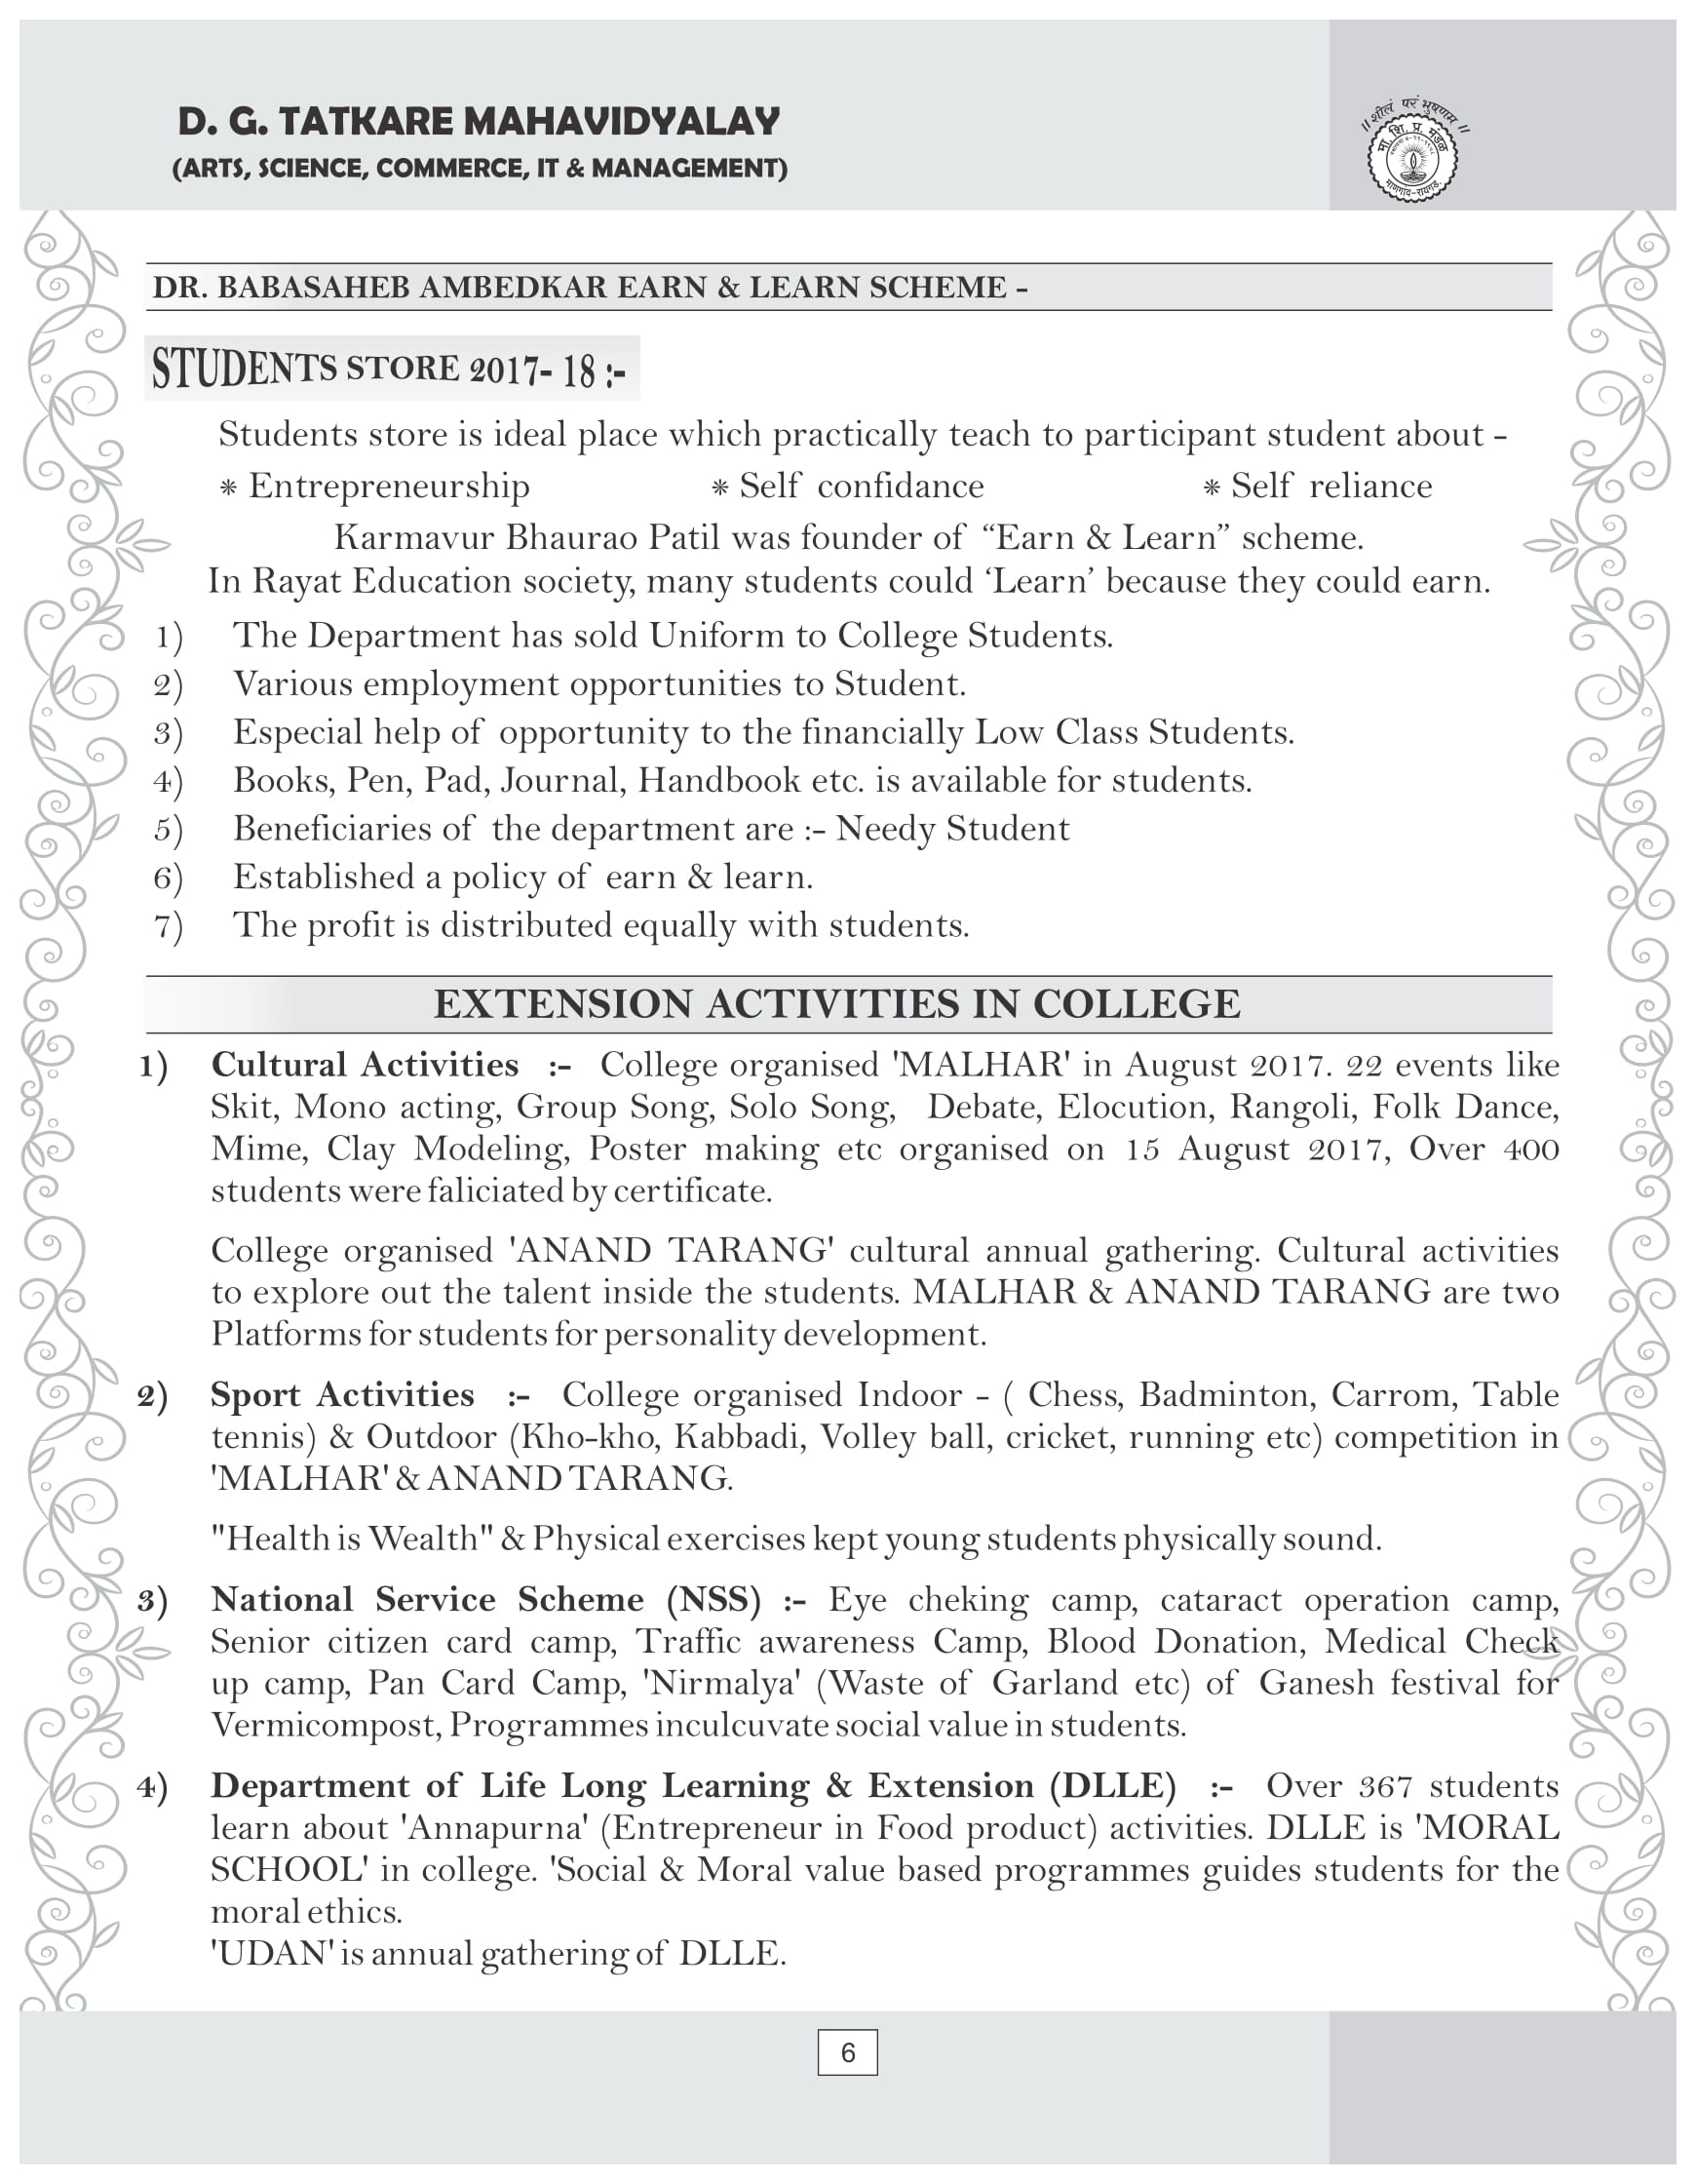 D. G. TATKARE MAHAVIDYALAY
(ARTS, SCIENCE, COMMERCE, IT & MANAGEMENT)
॥ शीलं परं भुषणम ॥
मा. शि. प्र. मंडळ
माणगाव-रायगड.
DR. BABASAHEB AMBEDKAR EARN & LEARN SCHEME -
STUDENTS STORE 2017- 18 :-
Students store is ideal place which practically teach to participant student about -
* Entrepreneurship * Self confidance * Self reliance
Karmavur Bhaurao Patil was founder of “Earn & Learn” scheme.
In Rayat Education society, many students could ‘Learn’ because they could earn.
1) The Department has sold Uniform to College Students.
2) Various employment opportunities to Student.
3) Especial help of opportunity to the financially Low Class Students.
4) Books, Pen, Pad, Journal, Handbook etc. is available for students.
5) Beneficiaries of the department are :- Needy Student
6) Established a policy of earn & learn.
7) The profit is distributed equally with students.
EXTENSION ACTIVITIES IN COLLEGE
1) Cultural Activities :- College organised 'MALHAR' in August 2017. 22 events like
Skit, Mono acting, Group Song, Solo Song, Debate, Elocution, Rangoli, Folk Dance,
Mime, Clay Modeling, Poster making etc organised on 15 August 2017, Over 400
students were faliciated by certificate.
College organised 'ANAND TARANG' cultural annual gathering. Cultural activities
to explore out the talent inside the students. MALHAR & ANAND TARANG are two
Platforms for students for personality development.
2) Sport Activities :- College organised Indoor - ( Chess, Badminton, Carrom, Table
tennis) & Outdoor (Kho-kho, Kabbadi, Volley ball, cricket, running etc) competition in
'MALHAR' & ANAND TARANG.
"Health is Wealth" & Physical exercises kept young students physically sound.
3) National Service Scheme (NSS) :- Eye cheking camp, cataract operation camp,
Senior citizen card camp, Traffic awareness Camp, Blood Donation, Medical Check
up camp, Pan Card Camp, 'Nirmalya' (Waste of Garland etc) of Ganesh festival for
Vermicompost, Programmes inculcuvate social value in students.
4) Department of Life Long Learning & Extension (DLLE) :- Over 367 students
learn about 'Annapurna' (Entrepreneur in Food product) activities. DLLE is 'MORAL
SCHOOL' in college. 'Social & Moral value based programmes guides students for the
moral ethics.
'UDAN' is annual gathering of DLLE.
6